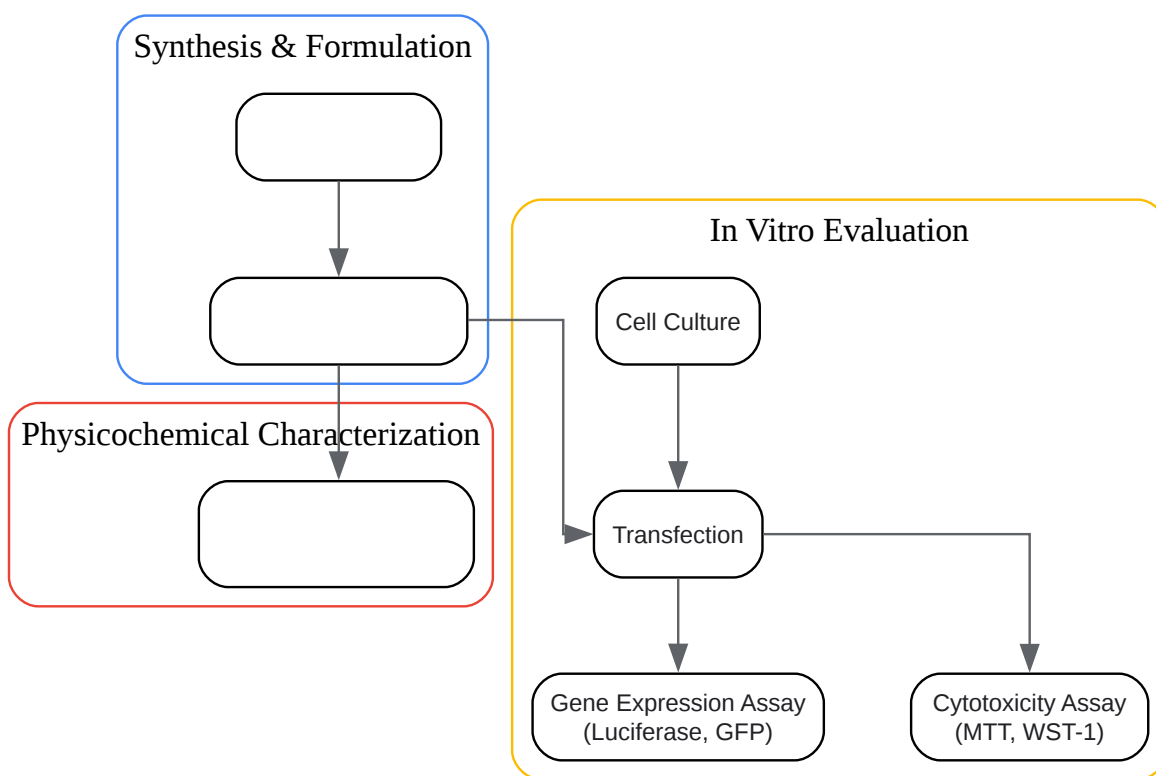 Synthesis & Formulation
In Vitro Evaluation
Cell Culture
Physicochemical Characterization
Transfection
Gene Expression Assay
(Luciferase, GFP)
Cytotoxicity Assay
(MTT, WST-1)